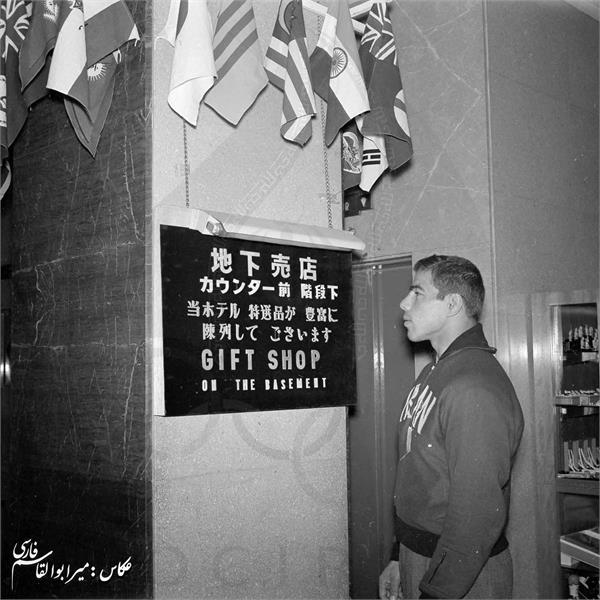 地下売店
カウンター前 階段下
当ホテル 特選品が 豊富に
陳列して ございます
GIFT SHOP
ON THE BASEMENT
IRAN
عکاس : میرابوالقاسم فارسی